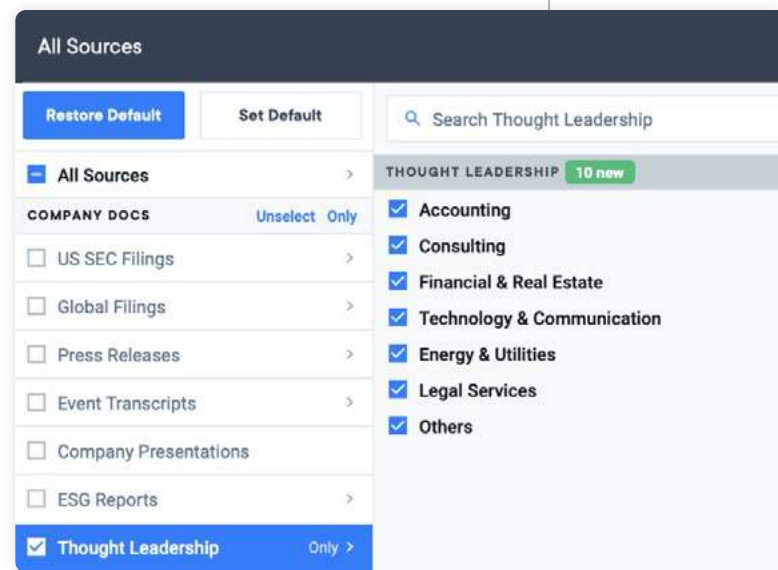 All Sources
Restore Default
Set Default
All Sources
COMPANY DOCS
Unselect Only
US SEC Filings
Global Filings
Press Releases
Event Transcripts
Company Presentations
ESG Reports
Thought Leadership
Only
Search Thought Leadership
THOUGHT LEADERSHIP 10 new
Accounting
Consulting
Financial & Real Estate
Technology & Communication
Energy & Utilities
Legal Services
Others